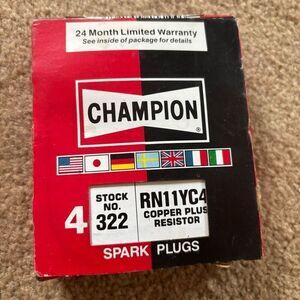 24 Month Limited Warranty
See inside of package for details
CHAMPION
®
4
STOCK NO. 322
RN11YC4
COPPER PLUS
RESISTOR
SPARK PLUGS